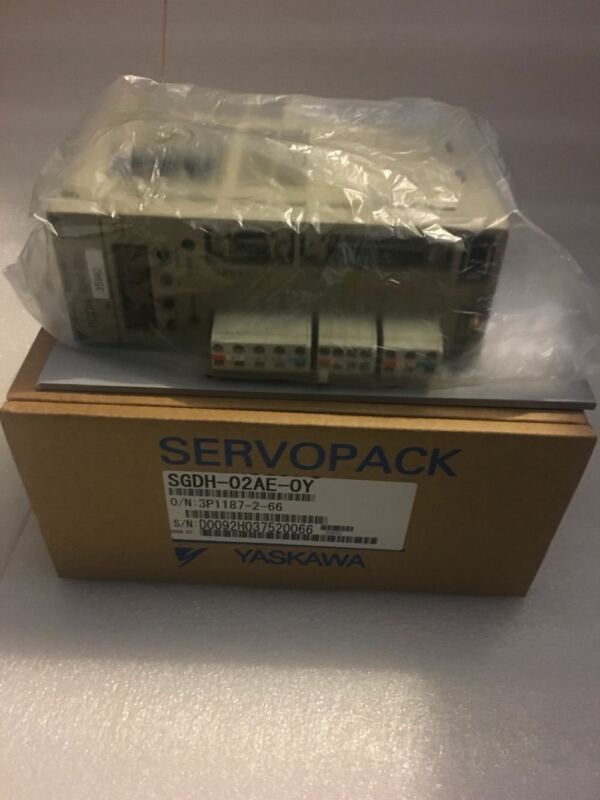 SERVOPACK
SGDH-02AE-OY
O/N:3P1187-2-66
S/N:D0092H037520066
YASKAWA